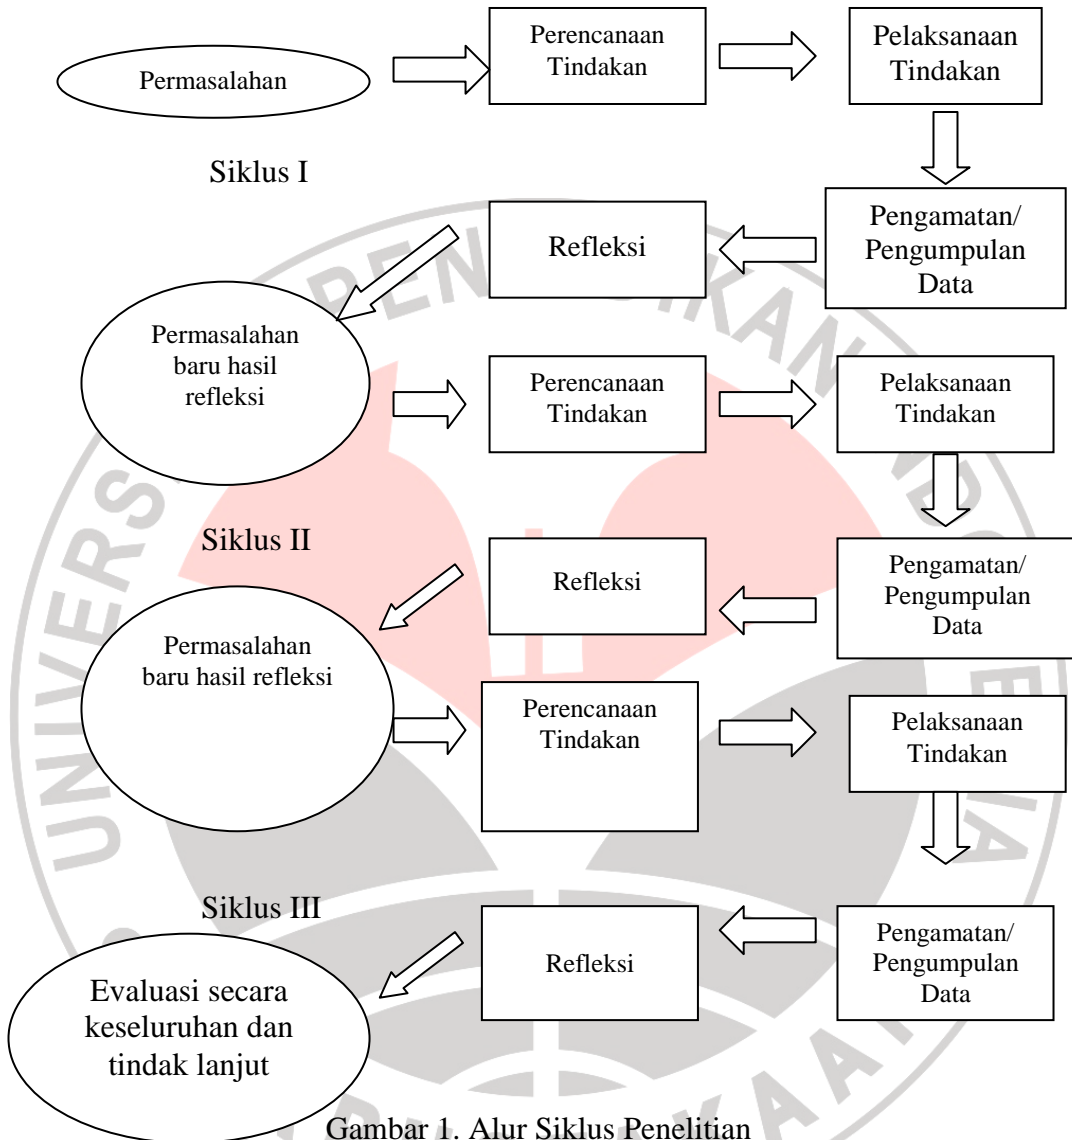 Permasalahan
Perencanaan
Tindakan
Pelaksanaan
Tindakan
Siklus I
Pengamatan/
Pengumpulan
Data
Refleksi
Permasalahan
baru hasil
refleksi
Perencanaan
Tindakan
Pelaksanaan
Tindakan
Siklus II
Pengamatan/
Pengumpulan
Data
Refleksi
Permasalahan
baru hasil refleksi
Perencanaan
Tindakan
Pelaksanaan
Tindakan
Siklus III
Pengamatan/
Pengumpulan
Data
Refleksi
Evaluasi secara
keseluruhan dan
tindak lanjut
Gambar 1. Alur Siklus Penelitian